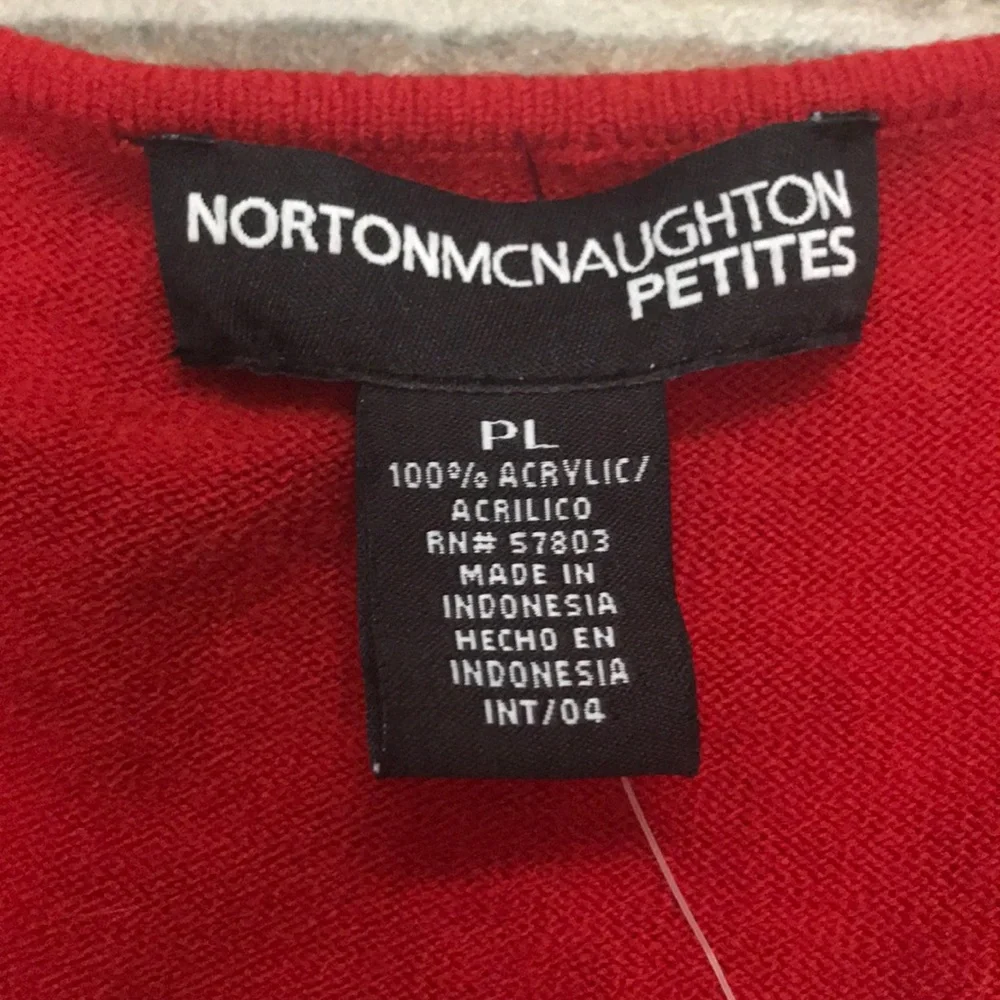 NORTONMCNAUGHTON
PETITES
PL
100% ACRYLIC/
ACRILICO
RN# 57803
MADE IN
INDONESIA
HECHO EN
INDONESIA
INT/04